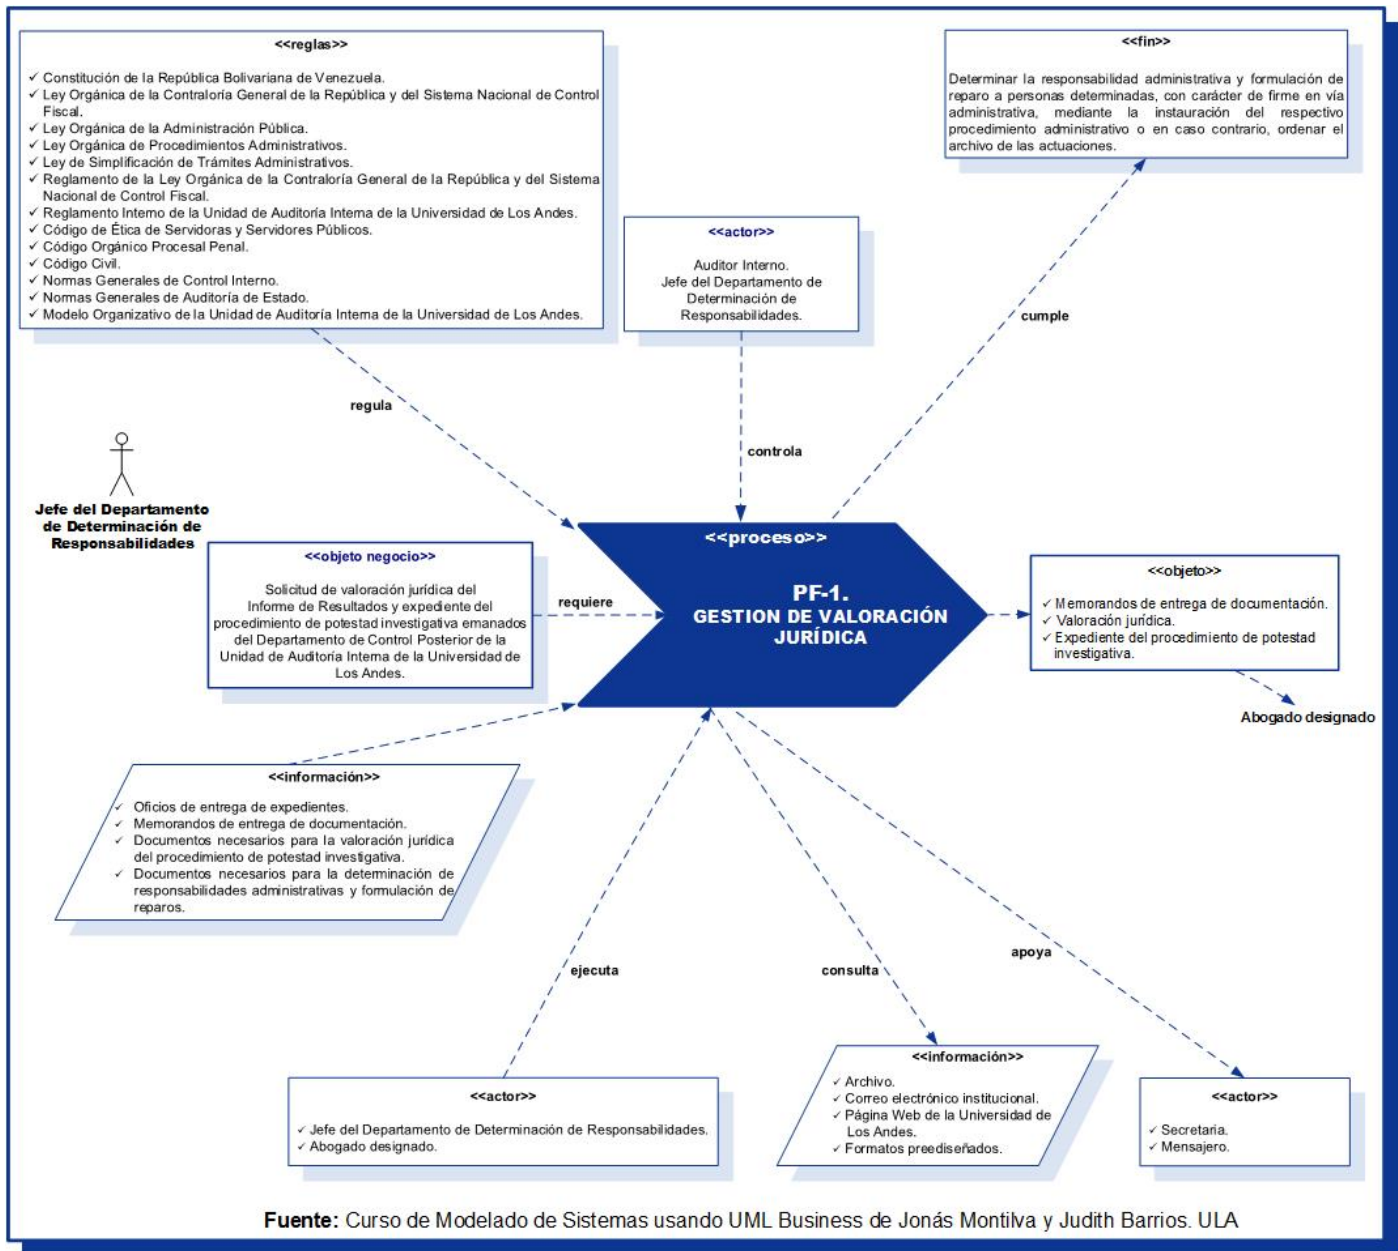 <<reglas>>
✓ Constitución de la República Bolivariana de Venezuela.
✓ Ley Orgánica de la Contraloría General de la República y del Sistema Nacional de Control
Fiscal.
✓ Ley Orgánica de la Administración Pública.
✓ Ley Orgánica de Procedimientos Administrativos.
✓ Ley de Simplificación de Trámites Administrativos.
✓ Reglamento de la Ley Orgánica de la Contraloría General de la República y del Sistema
Nacional de Control Fiscal.
✓ Reglamento Interno de la Unidad de Auditoría Interna de la Universidad de Los Andes.
✓ Código de Ética de Servidoras y Servidores Públicos.
✓ Código Orgánico Procesal Penal.
✓ Código Civil.
✓ Normas Generales de Control Interno.
✓ Normas Generales de Auditoría de Estado.
✓ Modelo Organizativo de la Unidad de Auditoría Interna de la Universidad de Los Andes.
<<fin>>
Determinar la responsabilidad administrativa y formulación de
reparo a personas determinadas, con carácter de firme en vía
administrativa, mediante la instauración del respectivo
procedimiento administrativo o en caso contrario, ordenar el
archivo de las actuaciones.
<<actor>>
Auditor Interno.
Jefe del Departamento de
Determinación de
Responsabilidades.
cumple
regula
controla
Jefe del Departamento
de Determinación de
Responsabilidades
<<objeto negocio>>
Solicitud de valoración jurídica del
Informe de Resultados y expediente del
procedimiento de potestad investigativa emanados
del Departamento de Control Posterior de la
Unidad de Auditoría Interna de la Universidad de
Los Andes.
requiere
<<proceso>>
PF-1.
GESTION DE VALORACIÓN
JURÍDICA
<<objeto>>
✓ Memorandos de entrega de documentación.
✓ Valoración jurídica.
✓ Expediente del procedimiento de potestad
investigativa.
Abogado designado
<<información>>
✓ Oficios de entrega de expedientes.
✓ Memorandos de entrega de documentación.
✓ Documentos necesarios para la valoración jurídica
del procedimiento de potestad investigativa.
✓ Documentos necesarios para la determinación de
responsabilidades administrativas y formulación de
reparos.
ejecuta
consulta
apoya
<<actor>>
✓ Jefe del Departamento de Determinación de Responsabilidades.
✓ Abogado designado.
<<información>>
✓ Archivo.
✓ Correo electrónico institucional.
✓ Página Web de la Universidad de
Los Andes.
✓ Formatos preediseñados.
<<actor>>
✓ Secretaria.
✓ Mensajero.
Fuente: Curso de Modelado de Sistemas usando UML Business de Jonás Montilva y Judith Barrios. ULA